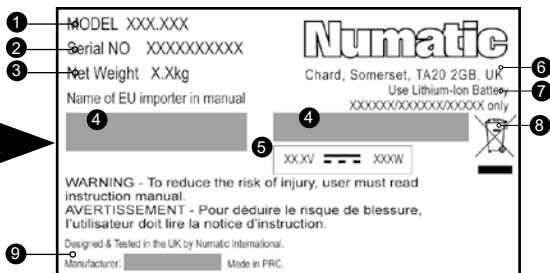 1 MODEL XXX.XXX
2 Serial NO XXXXXXXXXX
3 Net Weight X.Xkg
Name of EU importer in manual
4
Numatic
Chard, Somerset, TA20 2GB, UK 6
Use Lithium-Ion Battery 7
XXXXXX/XXXXXX/XXXXX only
4
8
5
XX.XV XXXW
WARNING - To reduce the risk of injury, user must read
instruction manual.
AVERTISSEMENT - Pour déduire le risque de blessure,
l'utilisateur doit lire la notice d'instruction.
Designed & Tested in the UK by Numatic International.
9 Manufacturer: Made in PRC.